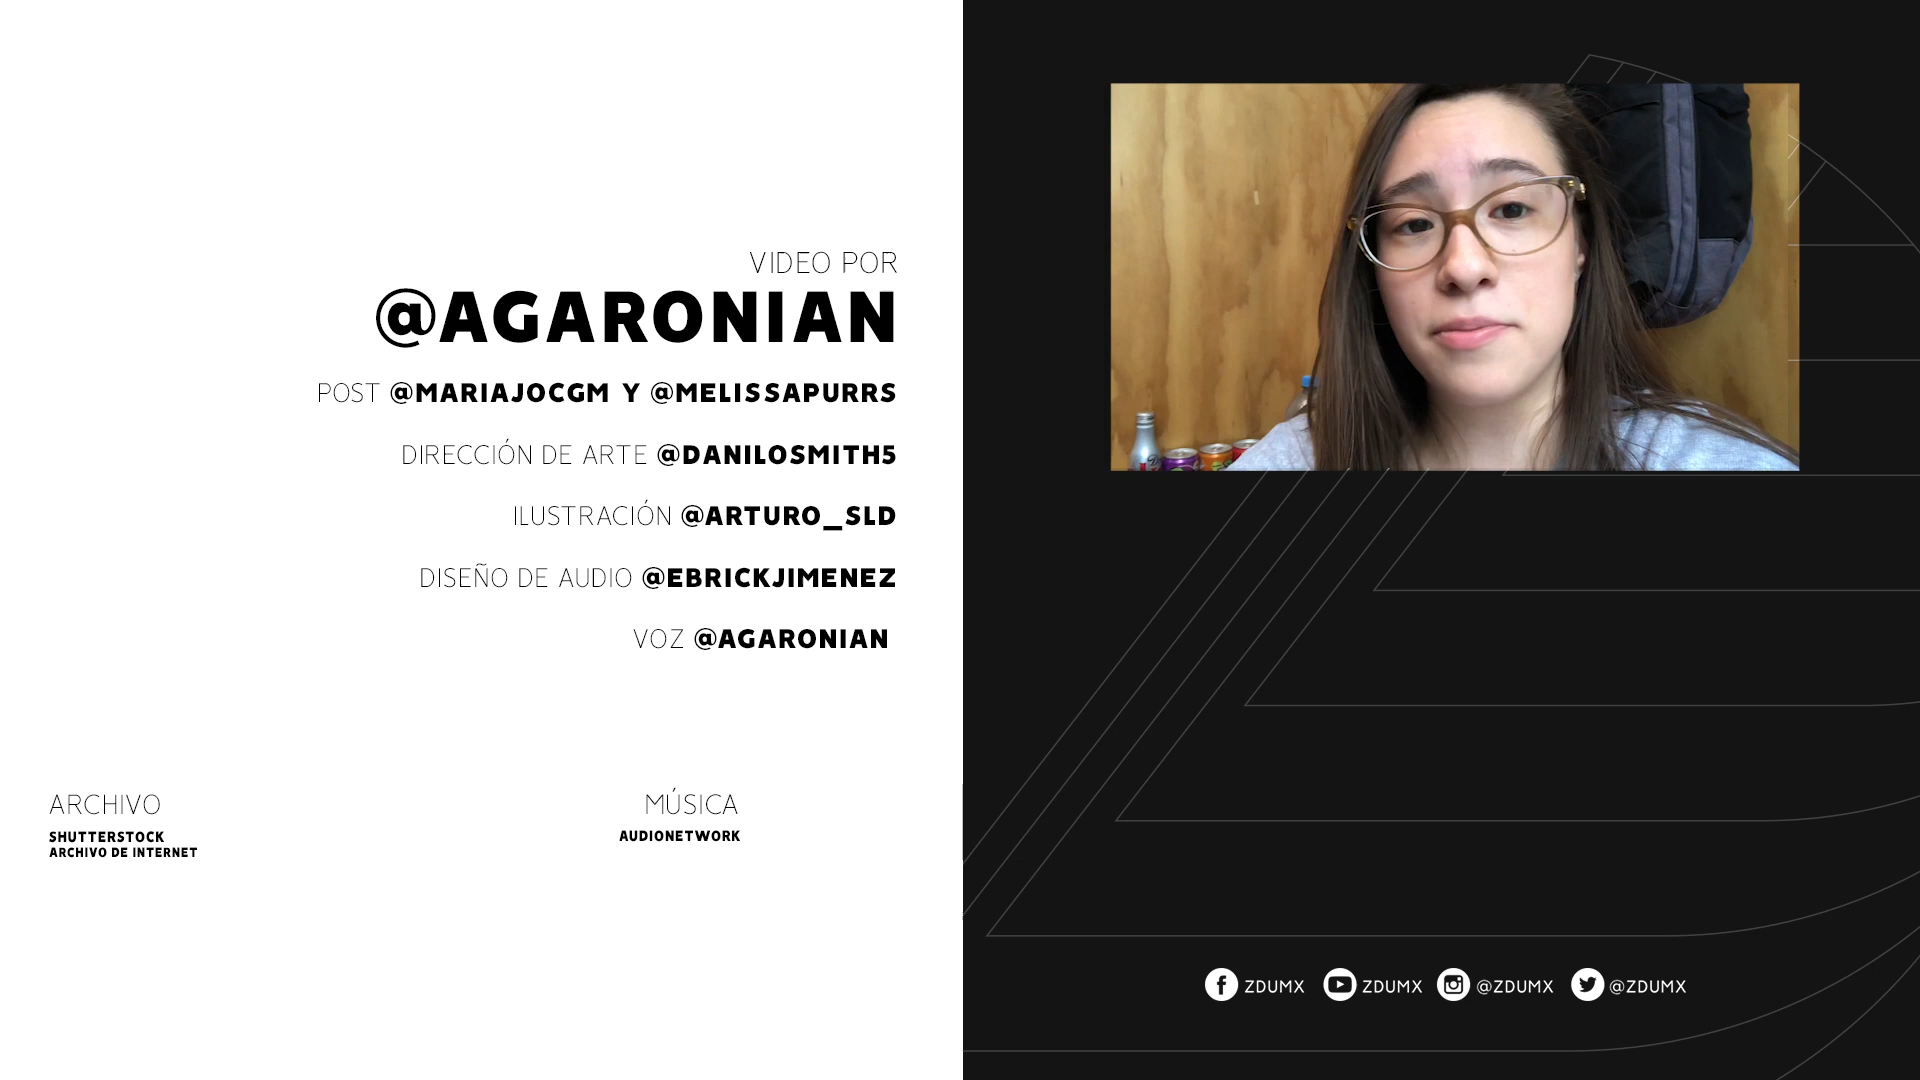 VIDEO POR
@AGARONIAN
POST @MARIAJOCGM Y @MELISSAPURRS
DIRECCIÓN DE ARTE @DANILOSMITH5
ILUSTRACIÓN @ARTURO_SLD
DISEÑO DE AUDIO @EBRICKJIMENEZ
VOZ @AGARONIAN
ARCHIVO
SHUTTERSTOCK
ARCHIVO DE INTERNET
MÚSICA
AUDIONETWORK
ZDUMX ZDUMX @ZDUMX @ZDUMX